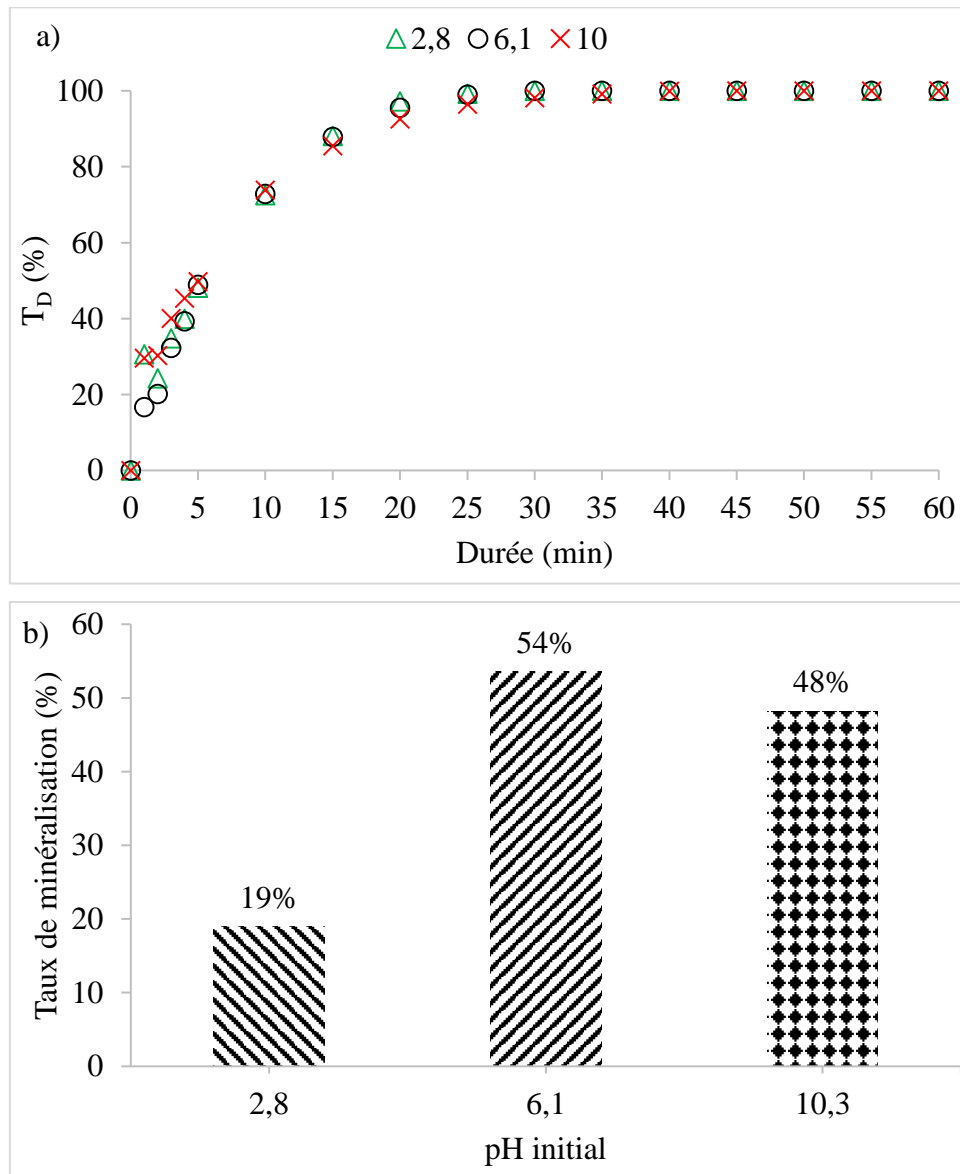 a)
2,8 6,1 10
100
80
60
40
20
0
T_D (%)
0 5 10 15 20 25 30 35 40 45 50 55 60
Durée (min)
b)
60
50
40
30
20
10
0
Taux de minéralisation (%)
54%
48%
19%
2,8 6,1 10,3
pH initial